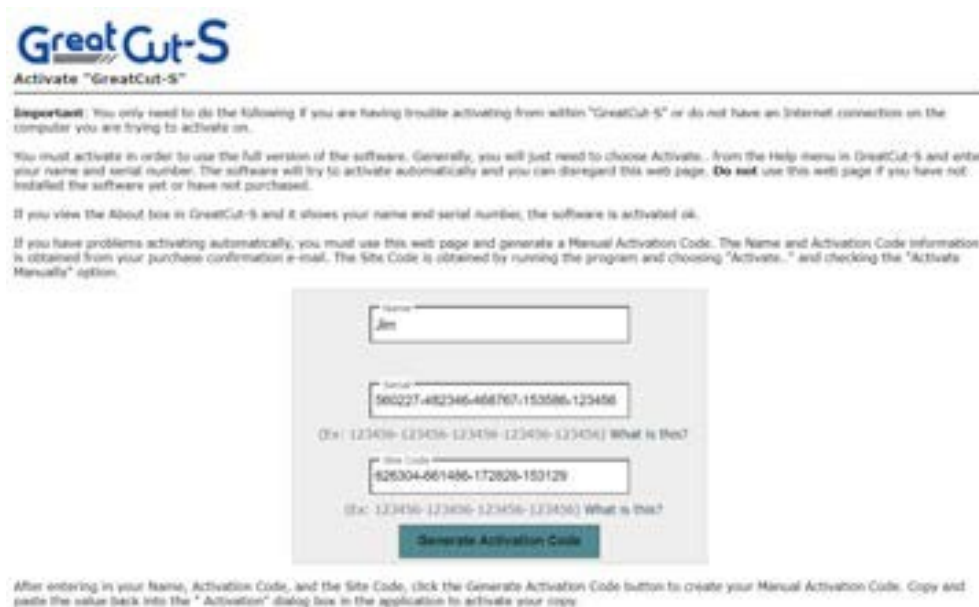 Great Cut-S
Activate "GreatCut-S"
Important: You only need to do the following if you are having trouble activating from within "GreatCut-S" or do not have an Internet connection on the
computer you are trying to activate on.
You must activate in order to use the full version of the software. Generally, you will just need to choose Activate.. from the Help menu in GreatCut-S and ente
your name and serial number. The software will try to activate automatically and you can disregard this web page. Do not use this web page if you have not
installed the software yet or have not purchased.
If you view the About box in GreatCut-S and it shows your name and serial number, the software is activated ok.
If you have problems activating automatically, you must use this web page and generate a Manual Activation Code. The Name and Activation Code information
is obtained from your purchase confirmation e-mail. The Site Code is obtained by running the program and choosing "Activate.." and checking the "Activate
Manually" option.
Name
Jim
Serial
560227-482346-468767-153586-123456
(Ex: 123456-123456-123456-123456-123456) What is this?
Site Code
626304-661486-172828-153129
(Ex: 123456-123456-123456-123456) What is this?
Generate Activation Code
After entering in your Name, Activation Code, and the Site Code, click the Generate Activation Code button to create your Manual Activation Code. Copy and
paste the value back into the " Activation" dialog box in the application to activate your copy